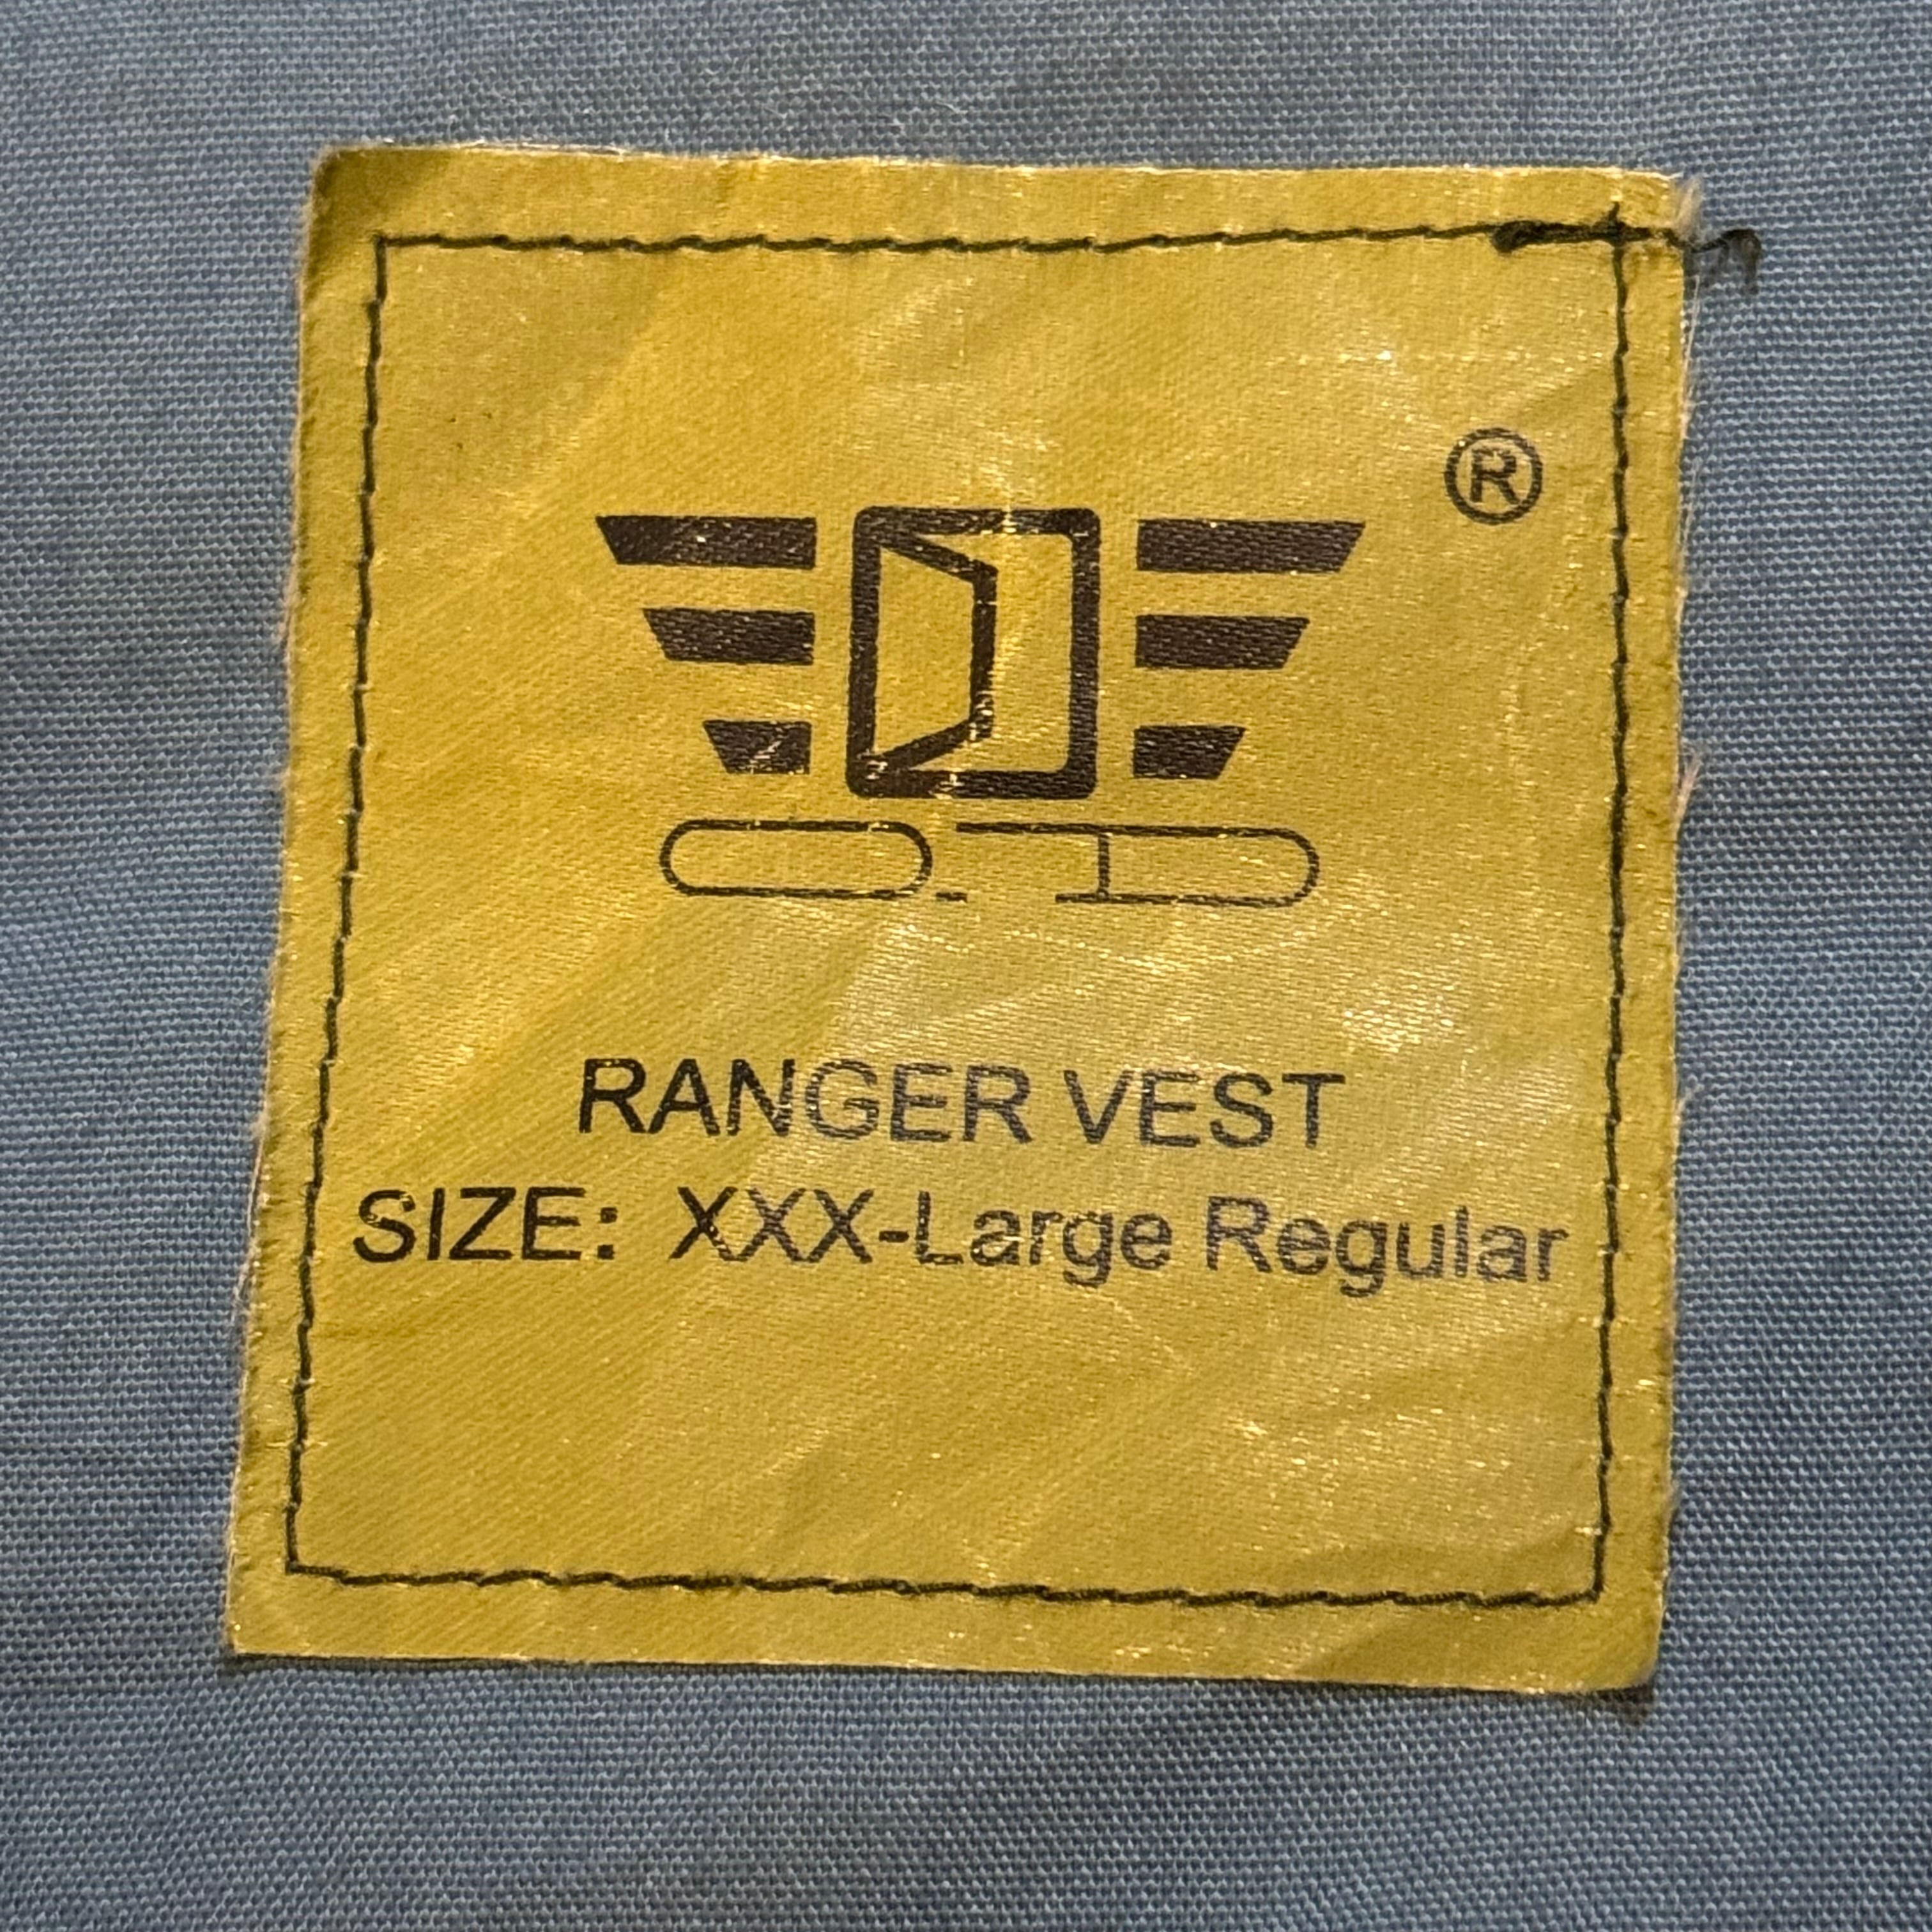 ®
RANGER VEST
SIZE: XXX-Large Regular